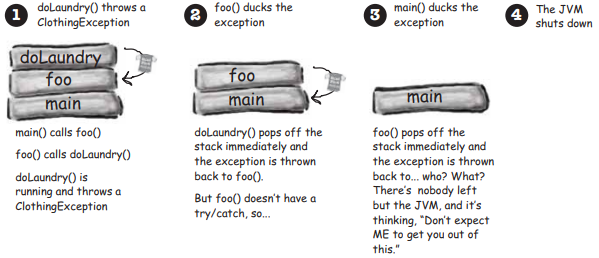 1 doLaundry() throws a
ClothingException
doLaundry
foo
main
main() calls foo()
foo() calls doLaundry()
doLaundry() is
running and throws a
ClothingException
2 foo() ducks the
exception
foo
main
doLaundry() pops off the
stack immediately and
the exception is thrown
back to foo().
But foo() doesn't have a
try/catch, so...
3 main() ducks the
exception
main
foo() pops off the
stack immediately and
the exception is thrown
back to... who? What?
There's nobody left
but the JVM, and it's
thinking, "Don't expect
ME to get you out of
this."
4 The JVM
shuts down